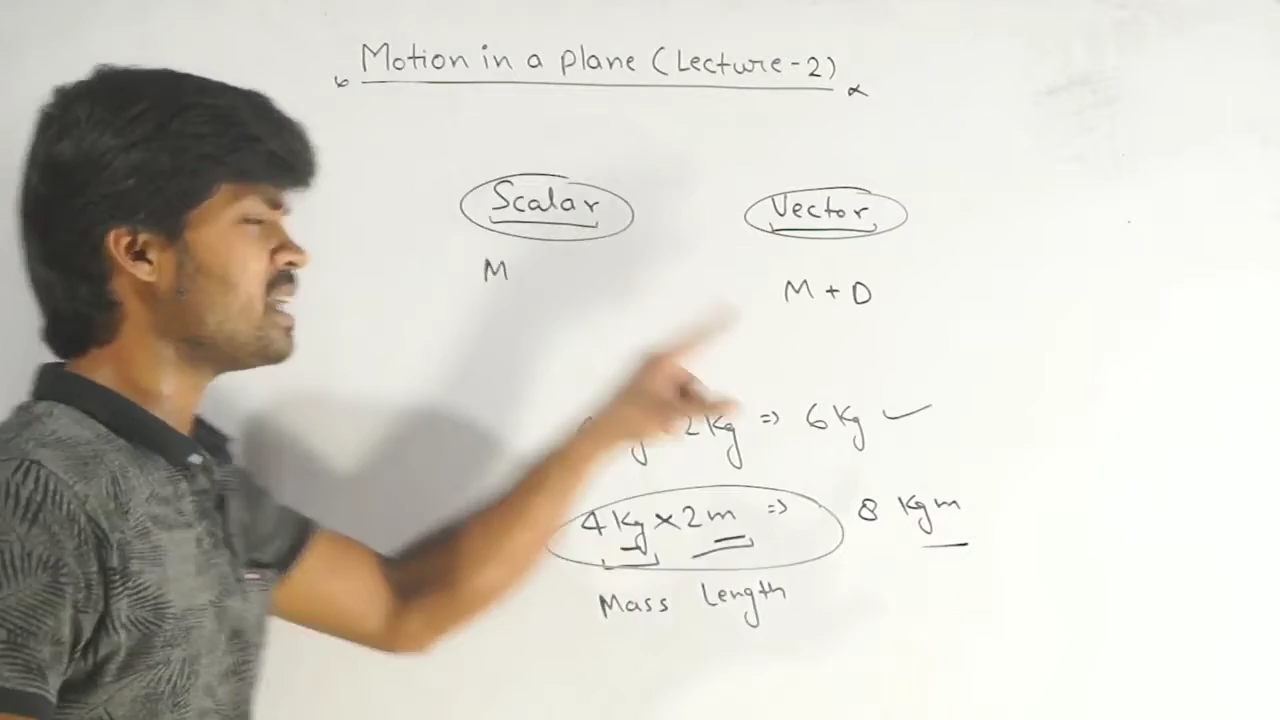 Motion in a plane (Lecture-2)
Scalar Vector
M M + D
2Kg => 6Kg ✓
4Kg x 2m => 8 Kgm
Mass Length